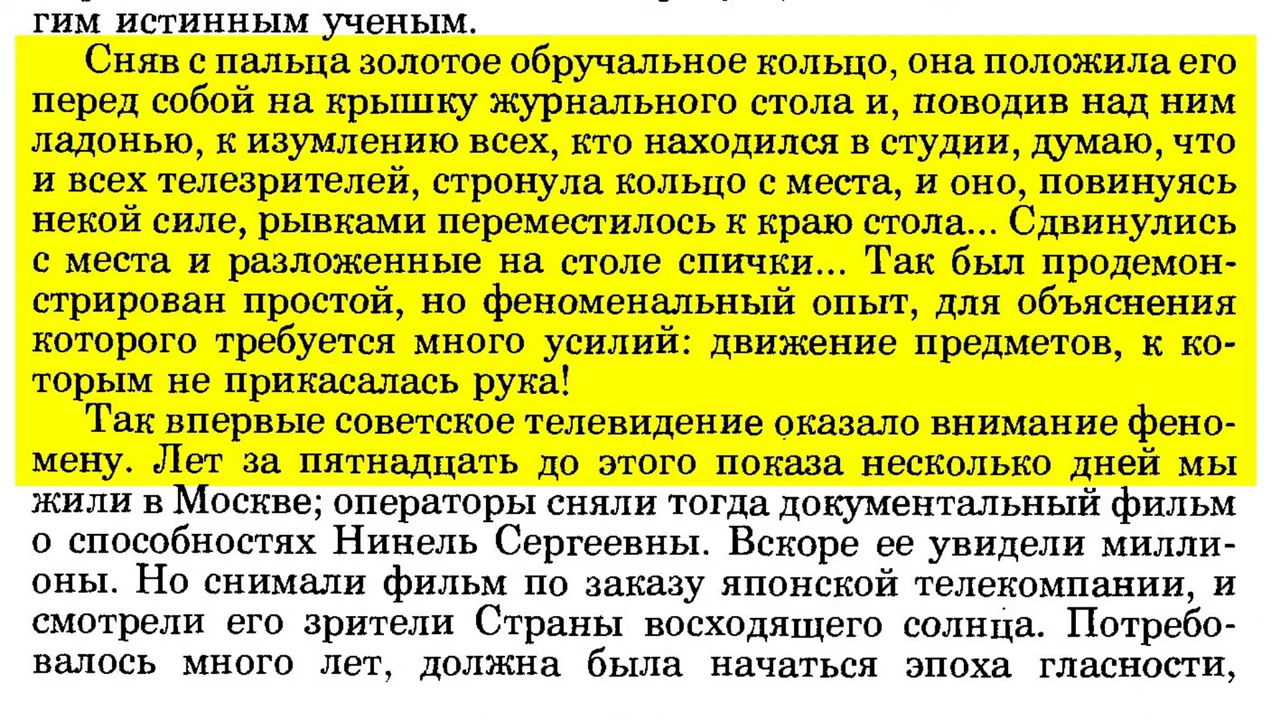 гим истинным ученым.
Сняв с пальца золотое обручальное кольцо, она положила его
перед собой на крышку журнального стола и, поводив над ним
ладонью, к изумлению всех, кто находился в студии, думаю, что
и всех телезрителей, стронула кольцо с места, и оно, повинуясь
некой силе, рывками переместилось к краю стола... Сдвинулись
с места и разложенные на столе спички... Так был продемон-
стрирован простой, но феноменальный опыт, для объяснения
которого требуется много усилий: движение предметов, к ко-
торым не прикасалась рука!
Так впервые советское телевидение оказало внимание фено-
мену. Лет за пятнадцать до этого показа несколько дней мы
жили в Москве; операторы сняли тогда документальный фильм
о способностях Нинель Сергеевны. Вскоре ее увидели милли-
оны. Но снимали фильм по заказу японской телекомпании, и
смотрели его зрители Страны восходящего солнца. Потребо-
валось много лет, должна была начаться эпоха гласности,